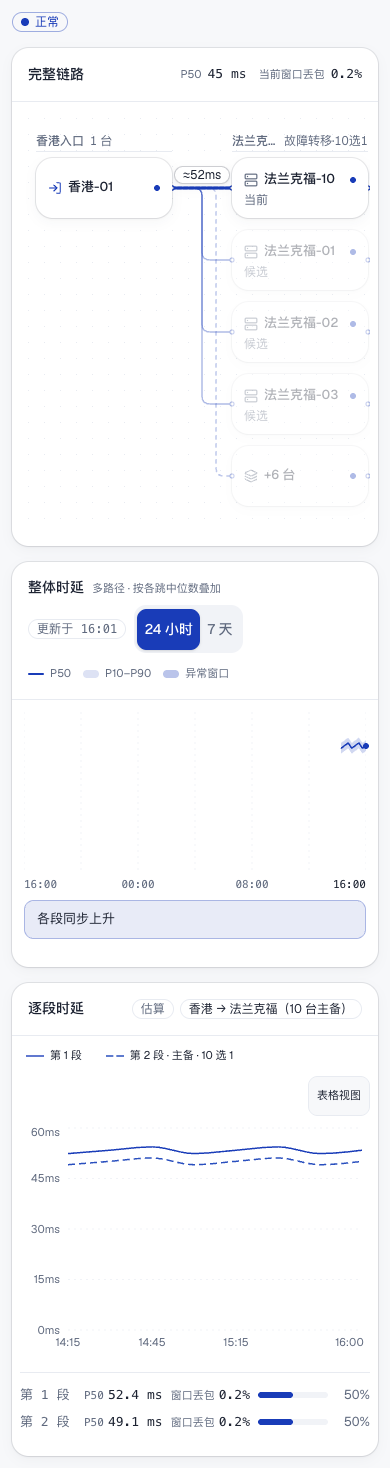 正常
完整链路 P50 45 ms 当前窗口丢包 0.2%
香港入口 1 台 法兰克… 故障转移·10选1
≈52ms
香港-01 法兰克福-10
当前
法兰克福-01
候选
法兰克福-02
候选
法兰克福-03
候选
+6 台
整体时延 多路径 · 按各跳中位数叠加
更新于 16:01 24 小时 7 天
P50 P10–P90 异常窗口
16:00 00:00 08:00 16:00
各段同步上升
逐段时延 估算 香港 → 法兰克福（10 台主备）
第 1 段 第 2 段 · 主备 · 10 选 1
表格视图
60ms
45ms
30ms
15ms
0ms
14:15 14:45 15:15 16:00
第 1 段 P50 52.4 ms 窗口丢包 0.2% 50%
第 2 段 P50 49.1 ms 窗口丢包 0.2% 50%